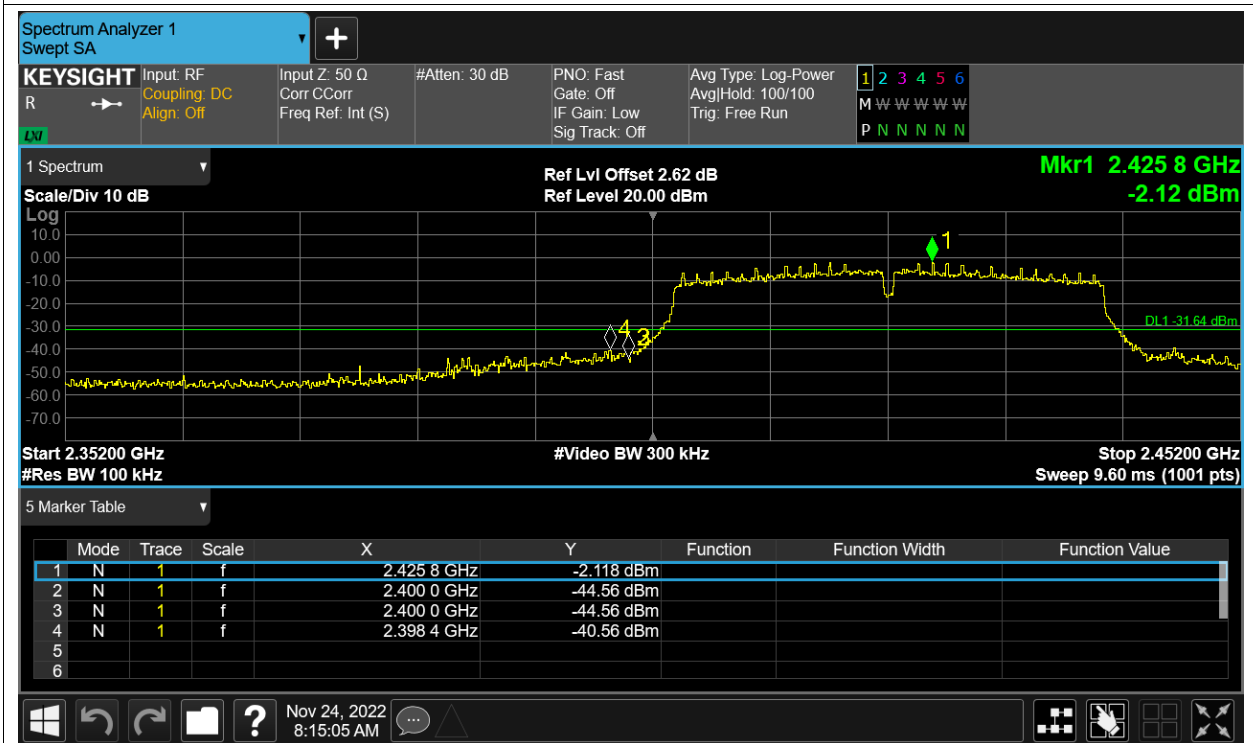 Spectrum Analyzer 1
Swept SA
+
KEYSIGHT Input: RF Input Z: 50 Ω #Atten: 30 dB PNO: Fast Avg Type: Log-Power 1 2 3 4 5 6
R Coupling: DC Corr CCorr Gate: Off Avg|Hold: 100/100 M W W W W W
Align: Off Freq Ref: Int (S) IF Gain: Low Trig: Free Run
LXI Sig Track: Off P N N N N N
1 Spectrum Ref Lvl Offset 2.62 dB Mkr1 2.425 8 GHz
Scale/Div 10 dB Ref Level 20.00 dBm -2.12 dBm
Log
10.0
0.00
-10.0
-20.0
-30.0
-40.0
-50.0
-60.0
-70.0
1
4
3
DL1 -31.64 dBm
Start 2.35200 GHz #Video BW 300 kHz Stop 2.45200 GHz
#Res BW 100 kHz Sweep 9.60 ms (1001 pts)
5 Marker Table
Mode Trace Scale X Y Function Function Width Function Value
1 N 1 f 2.425 8 GHz -2.118 dBm
2 N 1 f 2.400 0 GHz -44.56 dBm
3 N 1 f 2.400 0 GHz -44.56 dBm
4 N 1 f 2.398 4 GHz -40.56 dBm
5
6
? Nov 24, 2022
8:15:05 AM